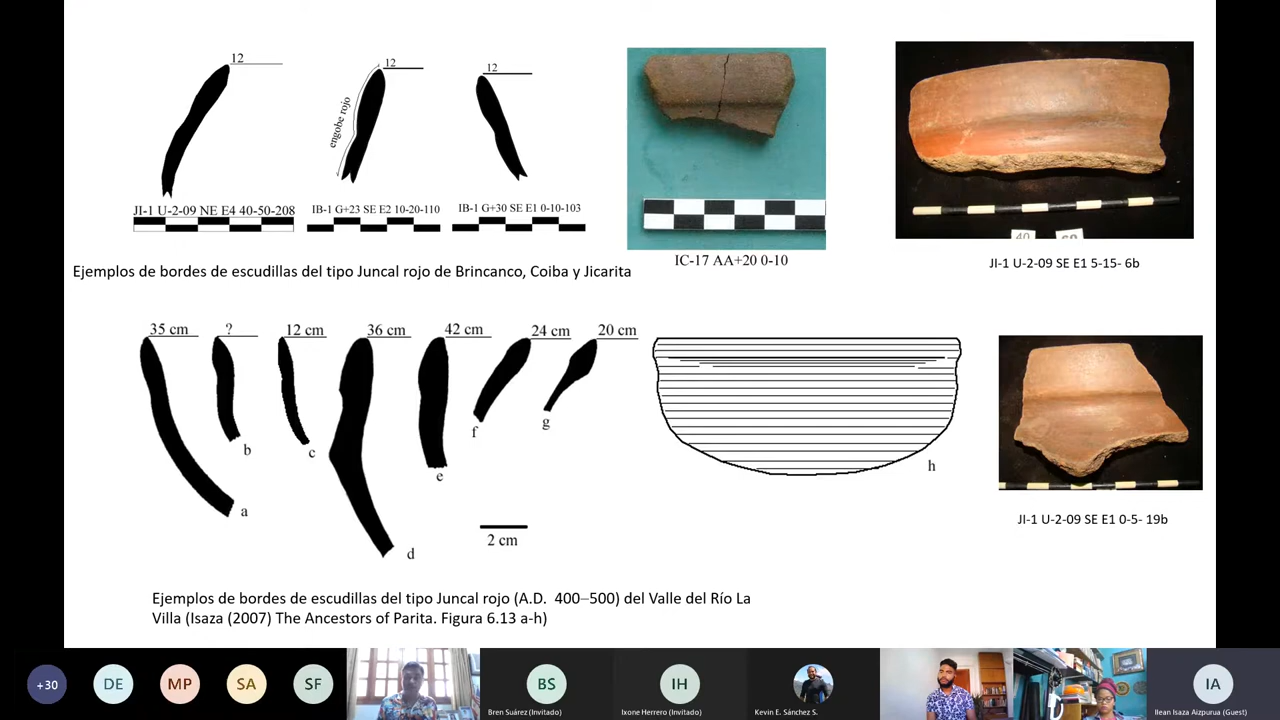 12
12
12
engobe rojo
JI-1 U-2-09 NE E4 40-50-208
IB-1 G+23 SE E2 10-20-110
IB-1 G+30 SE E1 0-10-103
IC-17 AA+20 0-10
JI-1 U-2-09 SE E1 5-15- 6b
Ejemplos de bordes de escudillas del tipo Juncal rojo de Brincanco, Coiba y Jicarita
35 cm
?
12 cm
36 cm
42 cm
24 cm
20 cm
a
b
c
d
e
f
g
h
2 cm
JI-1 U-2-09 SE E1 0-5- 19b
Ejemplos de bordes de escudillas del tipo Juncal rojo (A.D. 400–500) del Valle del Río La
Villa (Isaza (2007) The Ancestors of Parita. Figura 6.13 a-h)
+30
DE
MP
SA
SF
BS
Bren Suárez (Invitado)
IH
Ixone Herrero (Invitado)
Kevin E. Sánchez S.
IA
Ilean Isaza Aizpurua (Guest)